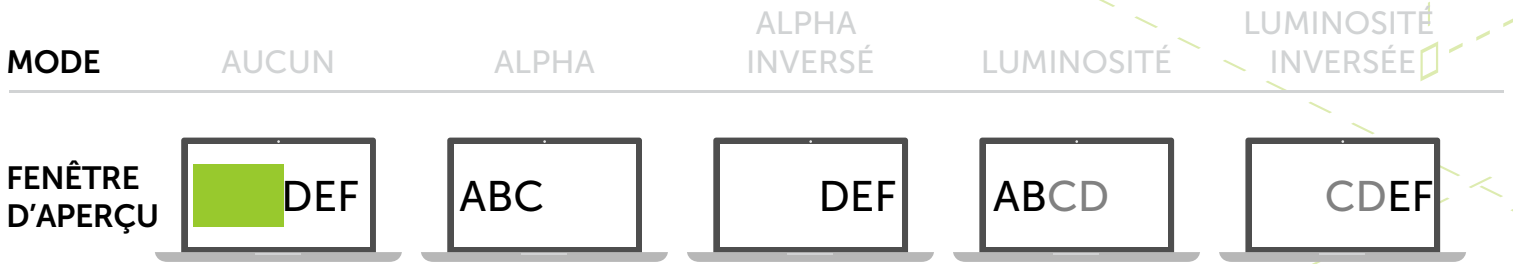 MODE AUCUN ALPHA ALPHA INVERSÉ LUMINOSITÉ LUMINOSITÉ INVERSÉE
FENÊTRE D'APERÇU DEF ABC DEF ABCD CDEF